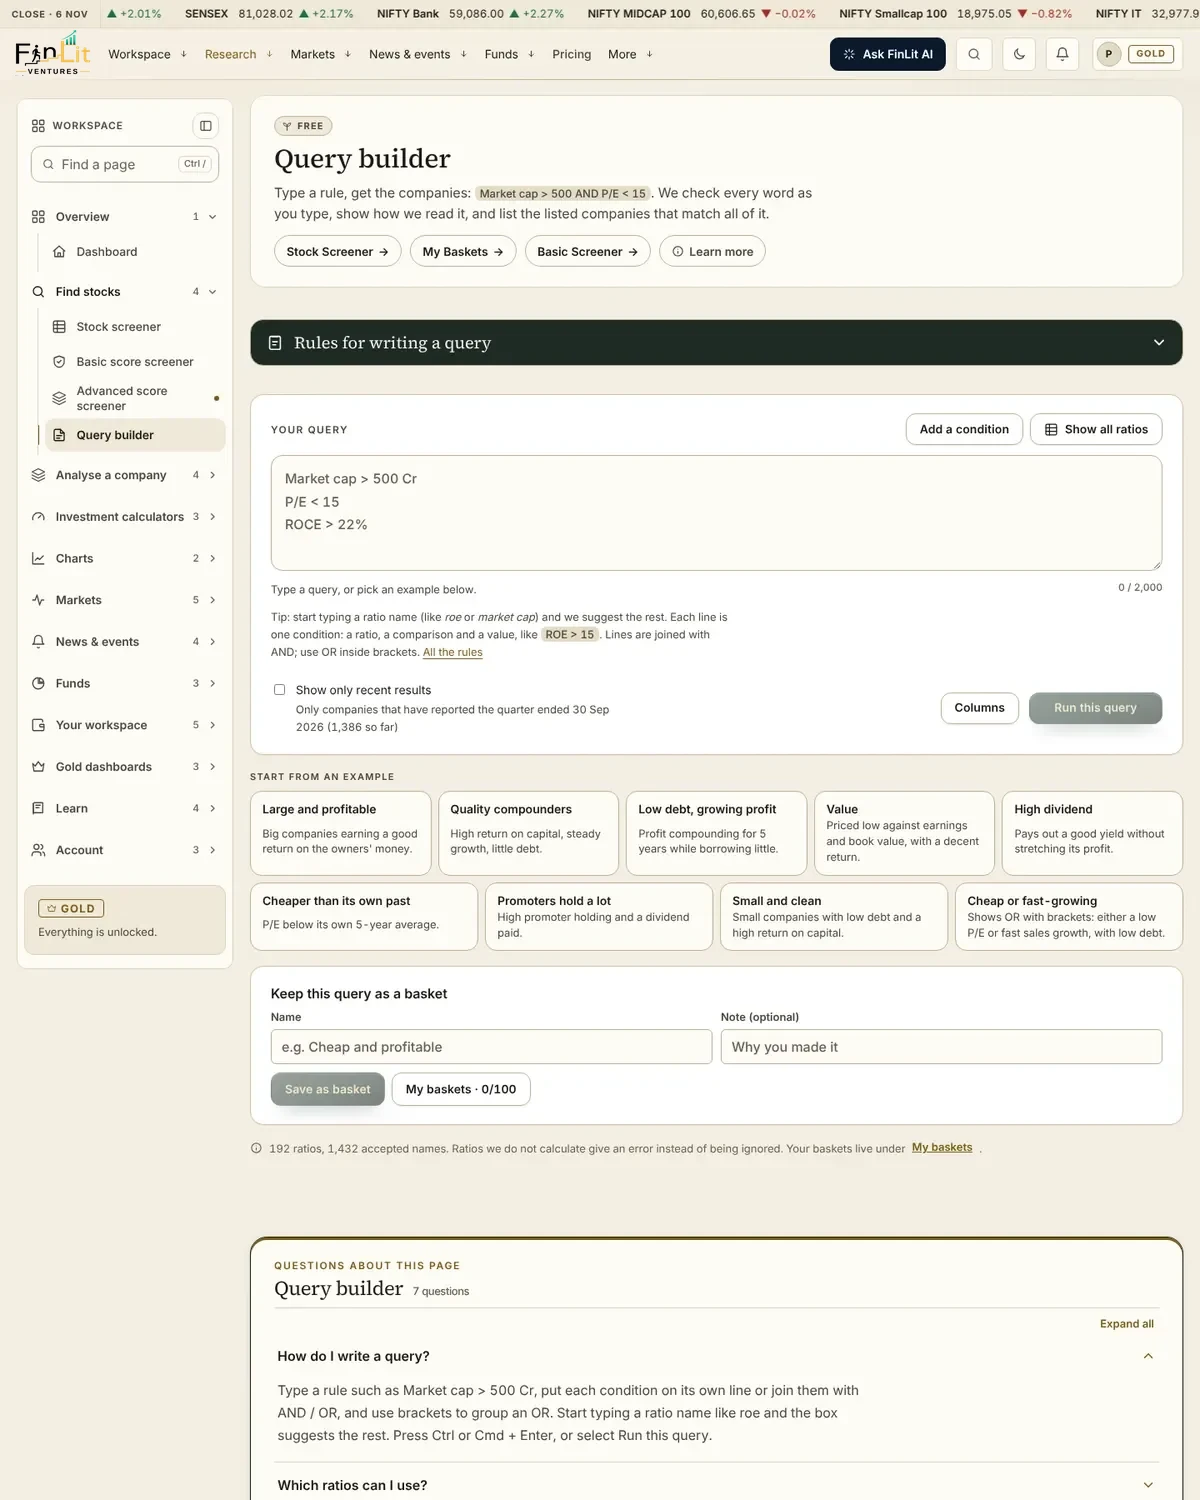 CLOSE · 6 NOV ▲ +2.01% SENSEX 81,028.02 ▲ +2.17% NIFTY Bank 59,086.00 ▲ +2.27% NIFTY MIDCAP 100 60,606.65 ▼ −0.02% NIFTY Smallcap 100 18,975.05 ▼ −0.82% NIFTY IT 32,977.9
FinLit
VENTURES
Workspace Research Markets News & events Funds Pricing More
Ask FinLit AI
P GOLD
WORKSPACE
Find a page Ctrl /
Overview 1
Dashboard
Find stocks 4
Stock screener
Basic score screener
Advanced score
screener
Query builder
Analyse a company 4
Investment calculators 3
Charts 2
Markets 5
News & events 4
Funds 3
Your workspace 5
Gold dashboards 3
Learn 4
Account 3
GOLD
Everything is unlocked.
FREE
Query builder
Type a rule, get the companies: Market cap > 500 AND P/E < 15. We check every word as
you type, show how we read it, and list the listed companies that match all of it.
Stock Screener → My Baskets → Basic Screener → Learn more
Rules for writing a query
YOUR QUERY
Add a condition Show all ratios
Market cap > 500 Cr
P/E < 15
ROCE > 22%
Type a query, or pick an example below. 0 / 2,000
Tip: start typing a ratio name (like roe or market cap) and we suggest the rest. Each line is
one condition: a ratio, a comparison and a value, like ROE > 15. Lines are joined with
AND; use OR inside brackets. All the rules
Show only recent results
Only companies that have reported the quarter ended 30 Sep
2026 (1,386 so far)
Columns Run this query
START FROM AN EXAMPLE
Large and profitable
Big companies earning a good
return on the owners' money.
Quality compounders
High return on capital, steady
growth, little debt.
Low debt, growing profit
Profit compounding for 5
years while borrowing little.
Value
Priced low against earnings
and book value, with a decent
return.
High dividend
Pays out a good yield without
stretching its profit.
Cheaper than its own past
P/E below its own 5-year average.
Promoters hold a lot
High promoter holding and a dividend
paid.
Small and clean
Small companies with low debt and a
high return on capital.
Cheap or fast-growing
Shows OR with brackets: either a low
P/E or fast sales growth, with low debt.
Keep this query as a basket
Name
e.g. Cheap and profitable
Note (optional)
Why you made it
Save as basket My baskets · 0/100
192 ratios, 1,432 accepted names. Ratios we do not calculate give an error instead of being ignored. Your baskets live under My baskets .
QUESTIONS ABOUT THIS PAGE
Query builder 7 questions
Expand all
How do I write a query?
Type a rule such as Market cap > 500 Cr, put each condition on its own line or join them with
AND / OR, and use brackets to group an OR. Start typing a ratio name like roe and the box
suggests the rest. Press Ctrl or Cmd + Enter, or select Run this query.
Which ratios can I use?